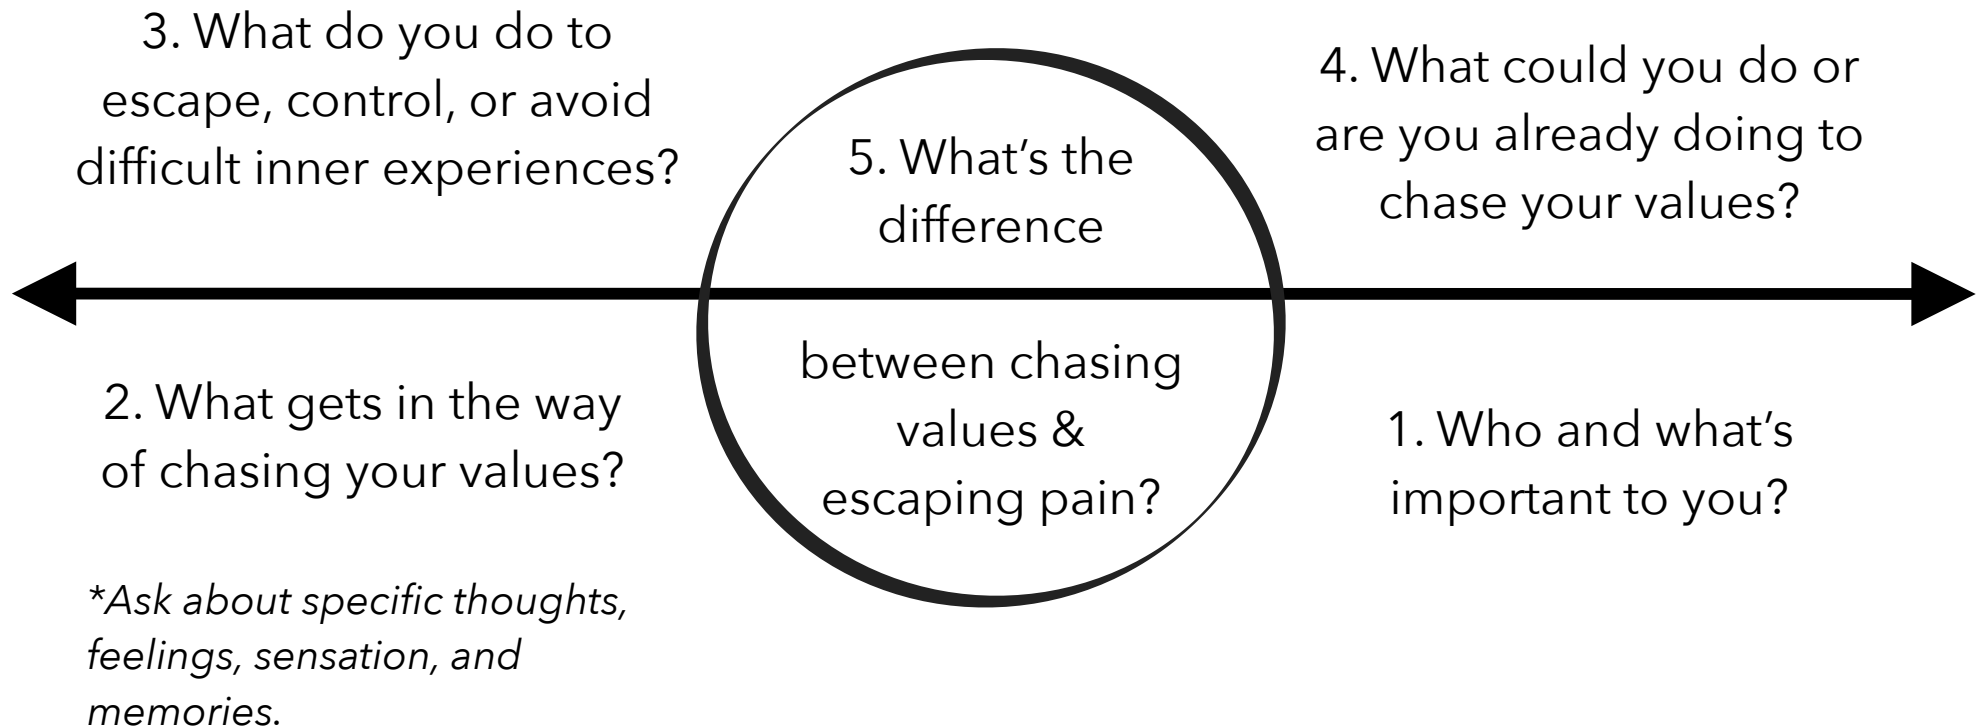 3. What do you do to
escape, control, or avoid
difficult inner experiences?
5. What’s the
difference
between chasing
values &
escaping pain?
4. What could you do or
are you already doing to
chase your values?
2. What gets in the way
of chasing your values?
*Ask about specific thoughts,
feelings, sensation, and
memories.
1. Who and what’s
important to you?